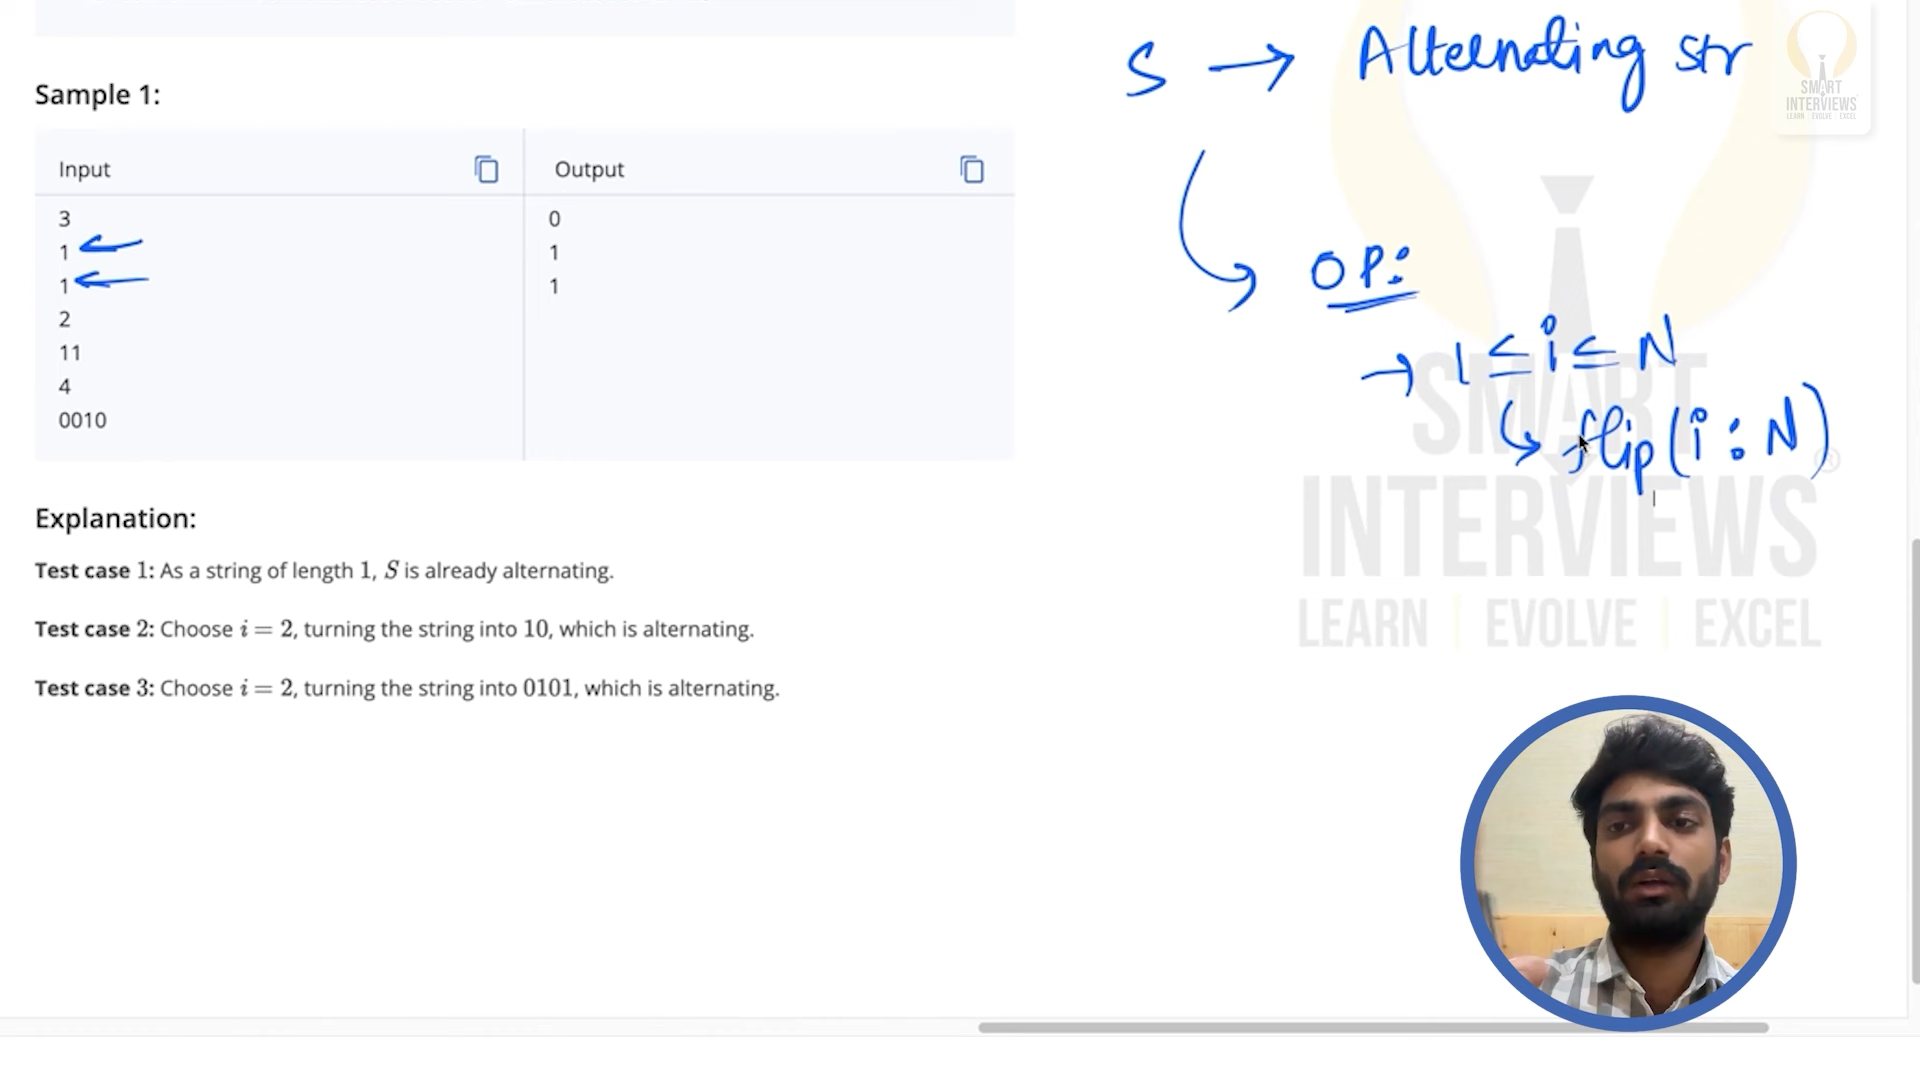 Sample 1:
Input
Output
3
1
1
2
11
4
0010
0
1
1
Explanation:
Test case 1: As a string of length 1, S is already alternating.
Test case 2: Choose i = 2, turning the string into 10, which is alternating.
Test case 3: Choose i = 2, turning the string into 0101, which is alternating.
S → Alternating str
OP:
→ 1 ≤ i ≤ N
flip(i : N)
SMART
INTERVIEWS
LEARN | EVOLVE | EXCEL
SMART
INTERVIEWS®
LEARN | EVOLVE | EXCEL